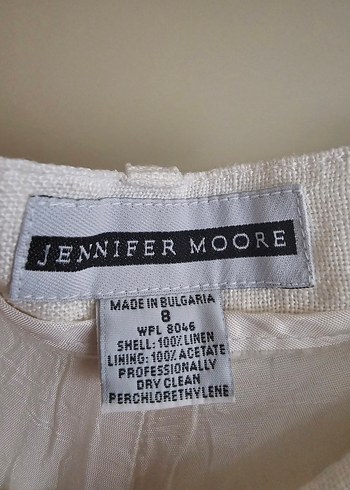 JENNIFER MOORE
MADE IN BULGARIA
8
WPL 8046
SHELL: 100% LINEN
LINING: 100% ACETATE
PROFESSIONALLY
DRY CLEAN
PERCHLORETHYLENE